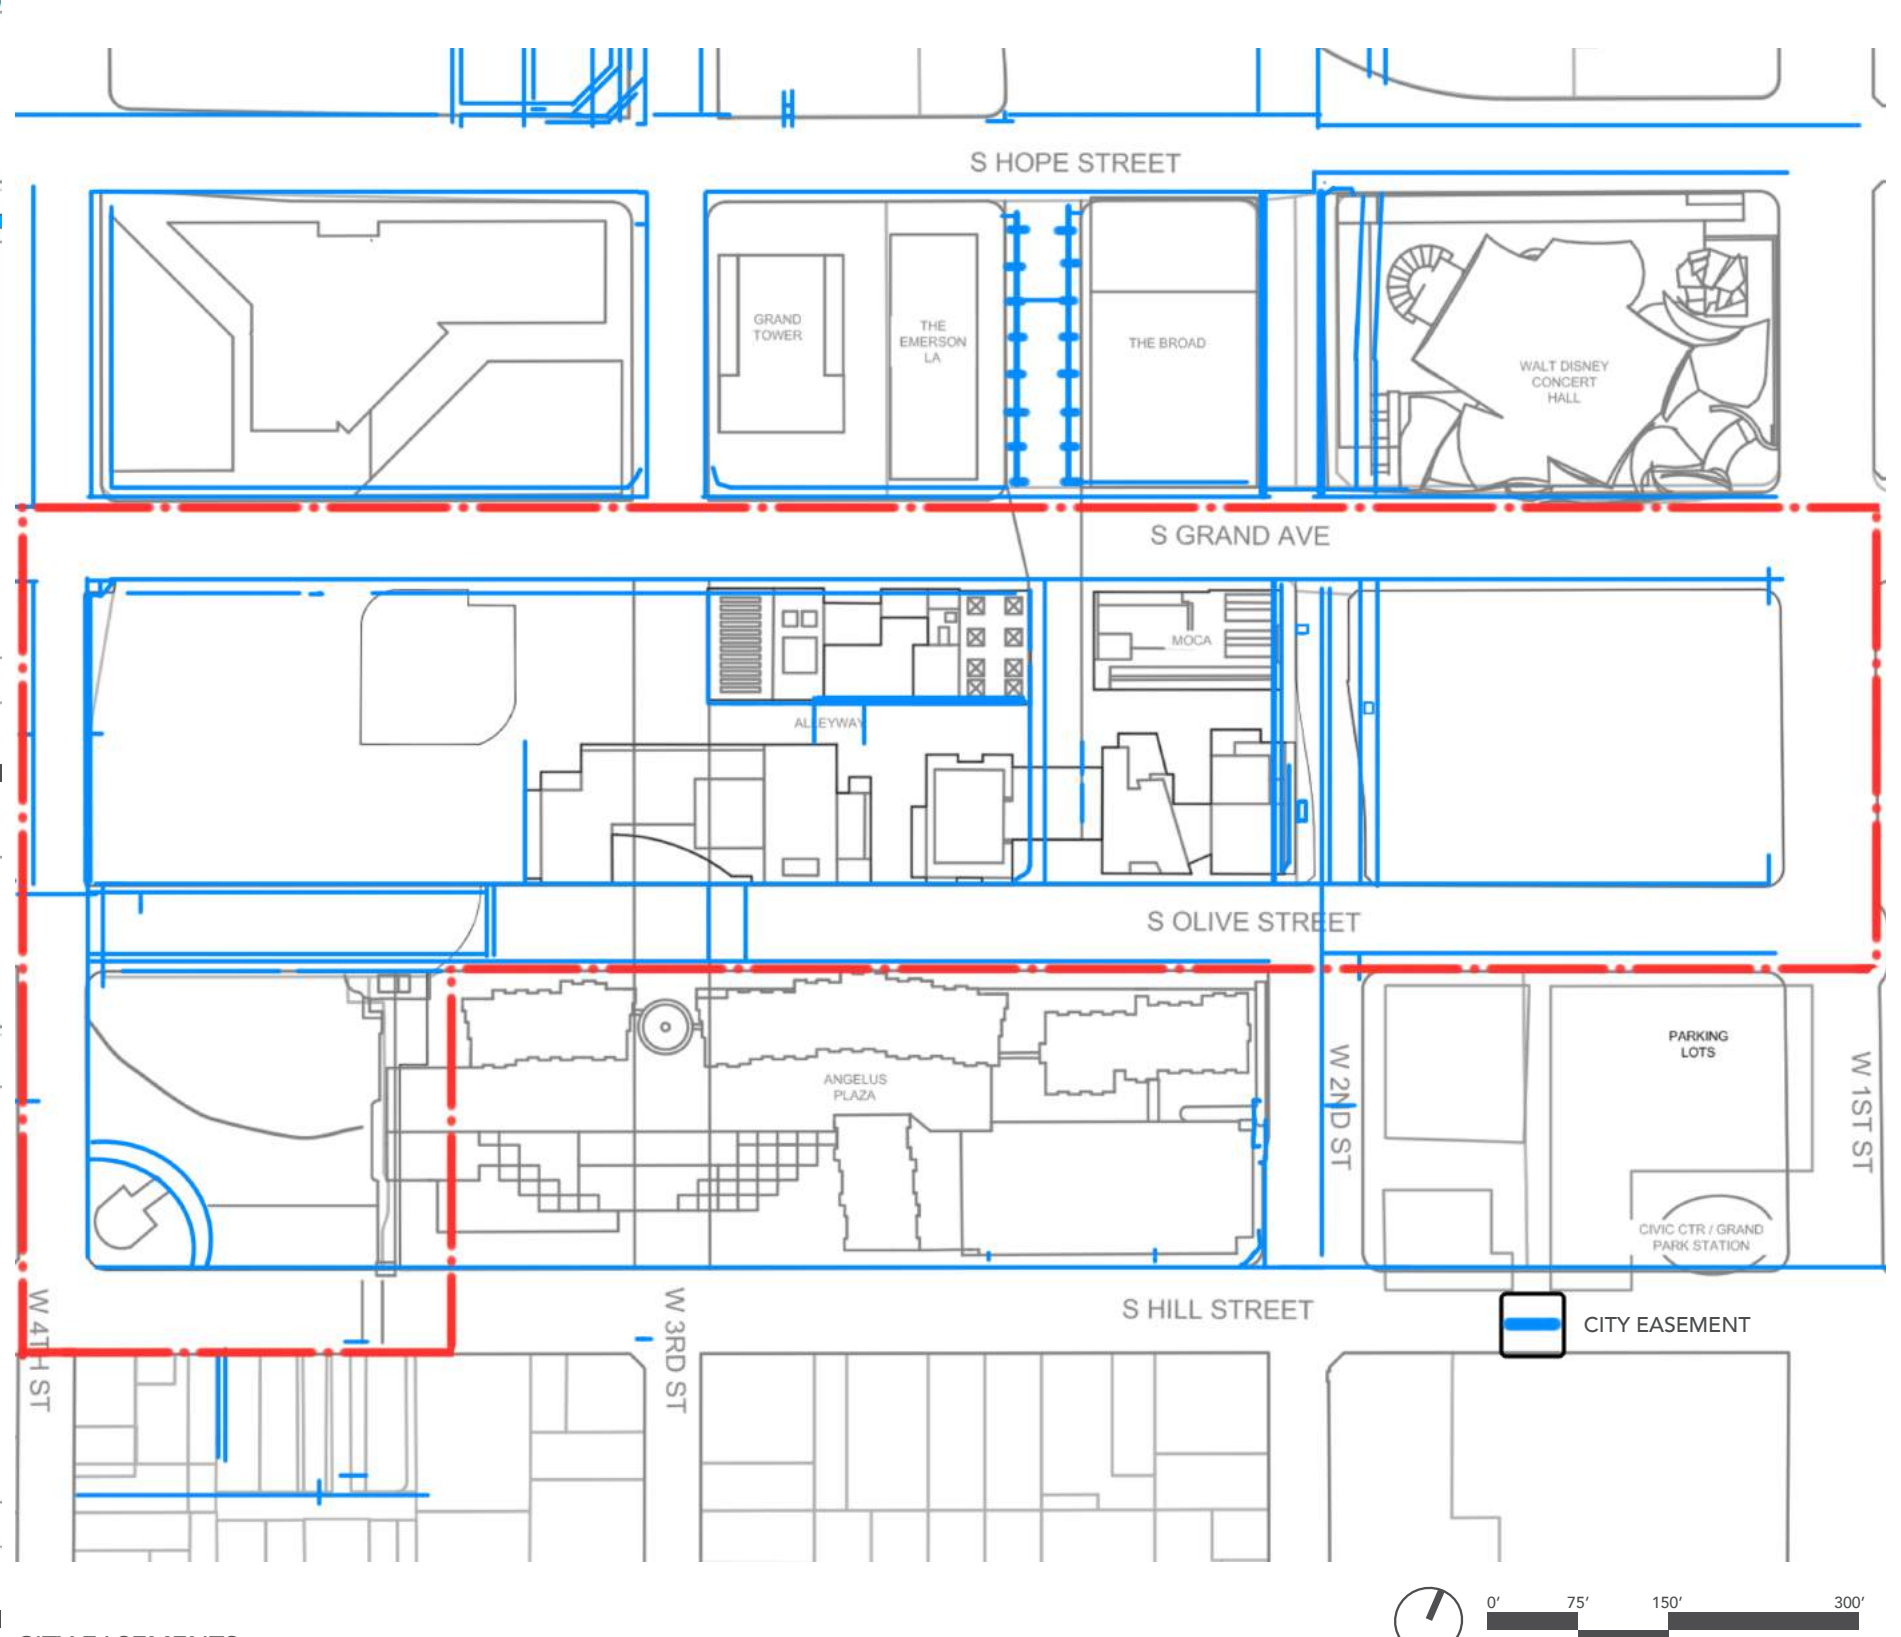 S HOPE STREET
GRAND
TOWER
THE
EMERSON
LA
THE BROAD
WALT DISNEY
CONCERT
HALL
S GRAND AVE
MOCA
ALLEYWAY
S OLIVE STREET
PARKING
LOTS
W 2ND ST
W 1ST ST
ANGELUS
PLAZA
CIVIC CTR / GRAND
PARK STATION
W 4TH ST
W 3RD ST
S HILL STREET
CITY EASEMENT
0' 75' 150' 300'
CITY EASEMENTS